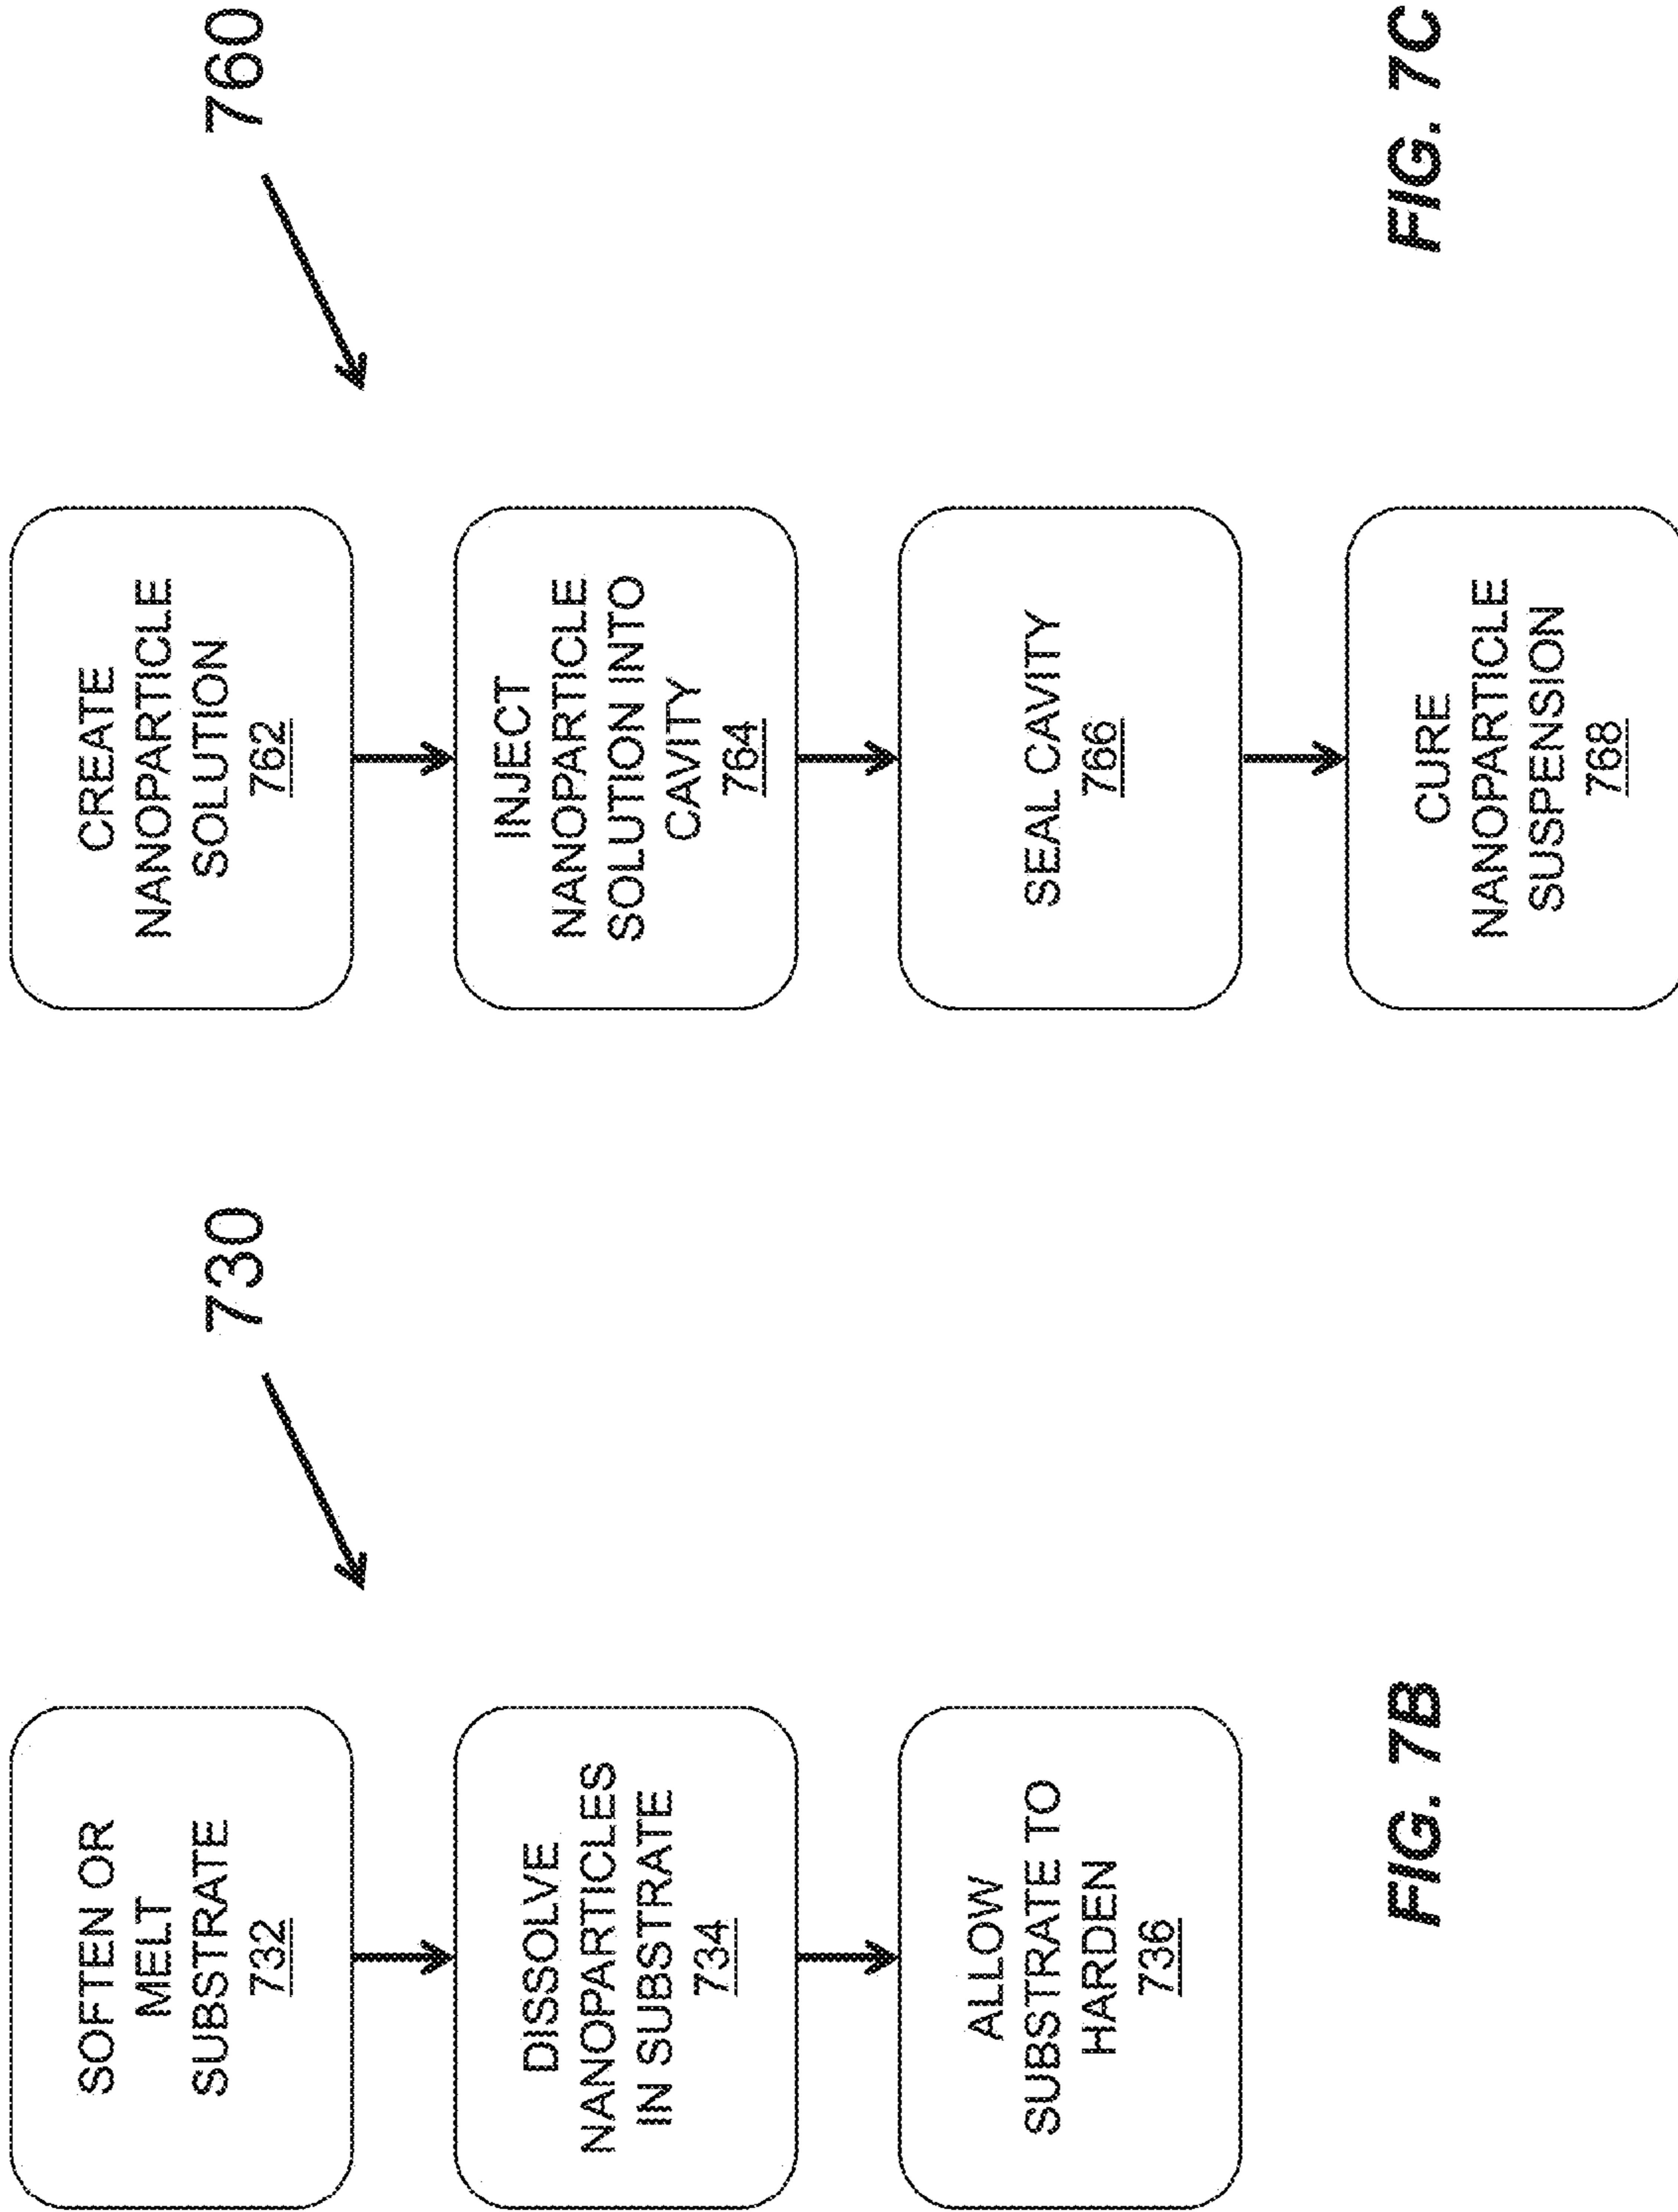 730
SOFTEN OR
MELT
SUBSTRATE
732
DISSOLVE
NANOPARTICLES
IN SUBSTRATE
734
ALLOW
SUBSTRATE TO
HARDEN
736
FIG. 7B
760
CREATE
NANOPARTICLE
SOLUTION
762
INJECT
NANOPARTICLE
SOLUTION INTO
CAVITY
764
SEAL CAVITY
766
CURE
NANOPARTICLE
SUSPENSION
768
FIG. 7C